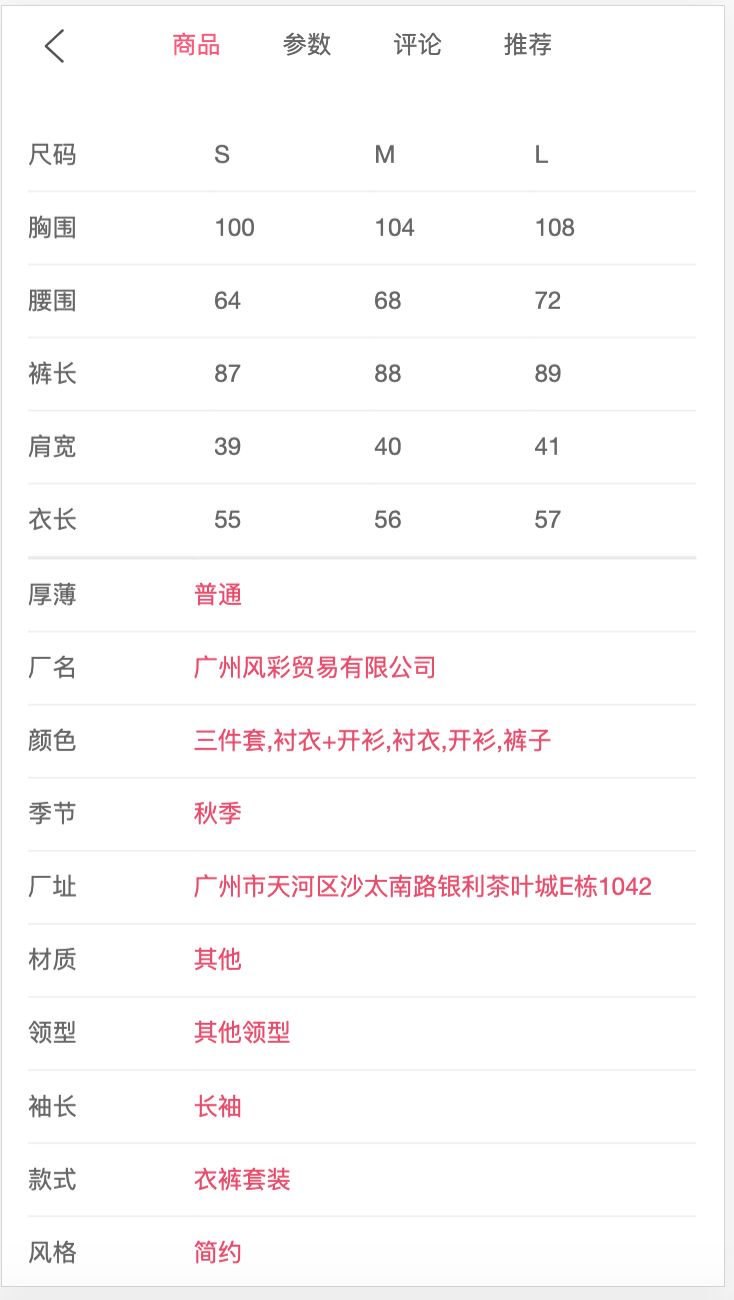 商品 参数 评论 推荐
尺码 S M L
胸围 100 104 108
腰围 64 68 72
裤长 87 88 89
肩宽 39 40 41
衣长 55 56 57
厚薄 普通
厂名 广州风彩贸易有限公司
颜色 三件套,衬衣+开衫,衬衣,开衫,裤子
季节 秋季
厂址 广州市天河区沙太南路银利茶叶城E栋1042
材质 其他
领型 其他领型
袖长 长袖
款式 衣裤套装
风格 简约